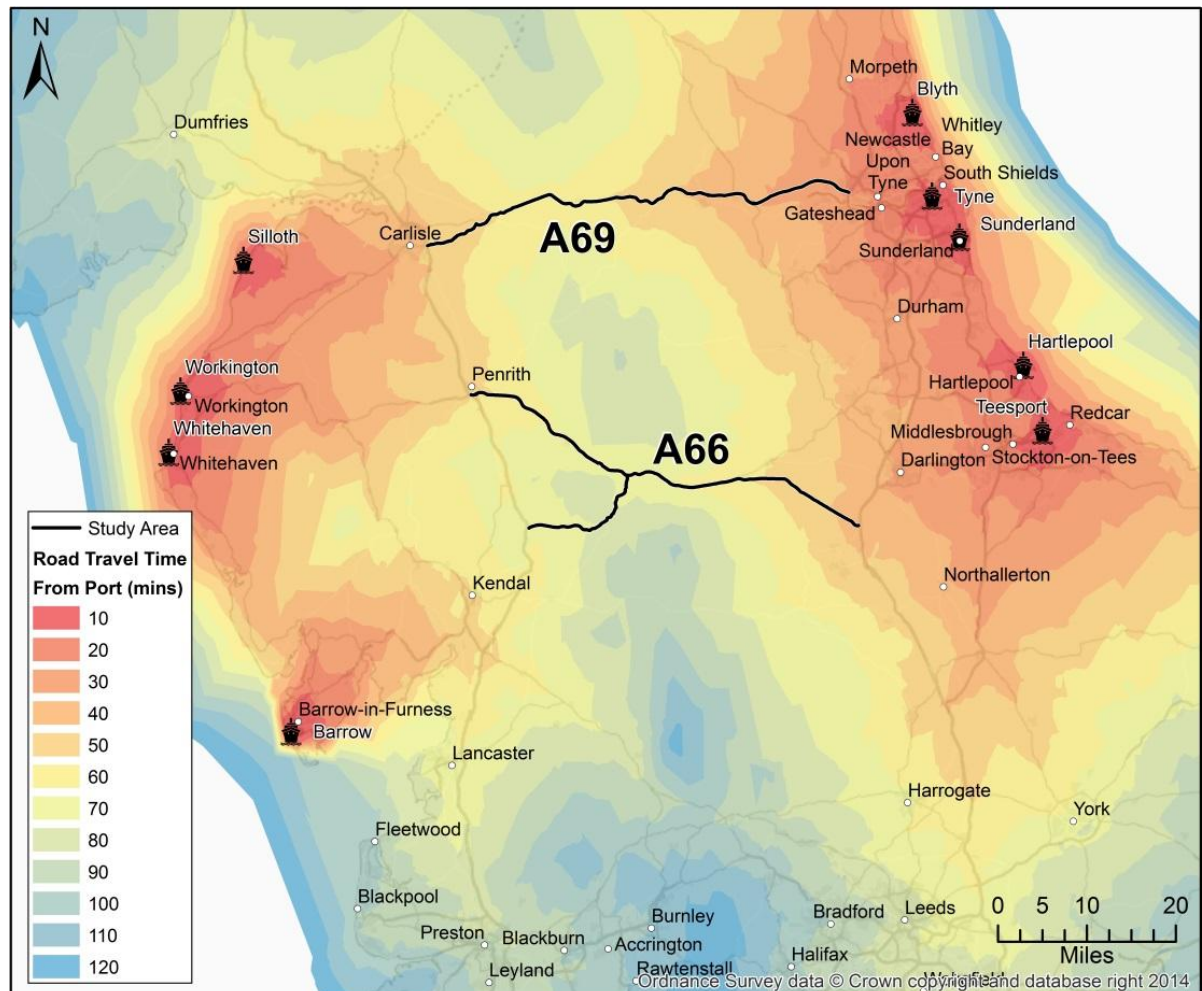 N
Morpeth
Blyth
Dumfries
Whitley
Bay
Newcastle
Upon
Tyne
South Shields
Tyne
Gateshead
Silloth
Carlisle
A69
Sunderland
Sunderland
Durham
Hartlepool
Workington
Penrith
Hartlepool
Workington
Teesport
Redcar
Whitehaven
A66
Middlesbrough
Whitehaven
Darlington
Stockton-on-Tees
Study Area
Road Travel Time
From Port (mins)
10
20
30
40
50
60
70
80
90
100
110
120
Kendal
Northallerton
Barrow-in-Furness
Barrow
Lancaster
Harrogate
York
Fleetwood
Blackpool
Burnley
Bradford
Leeds
Preston
Blackburn
Accrington
Halifax
Leyland
Rawtenstall
Wakefield
0 5 10 20
Miles
Ordnance Survey data © Crown copyright and database right 2014